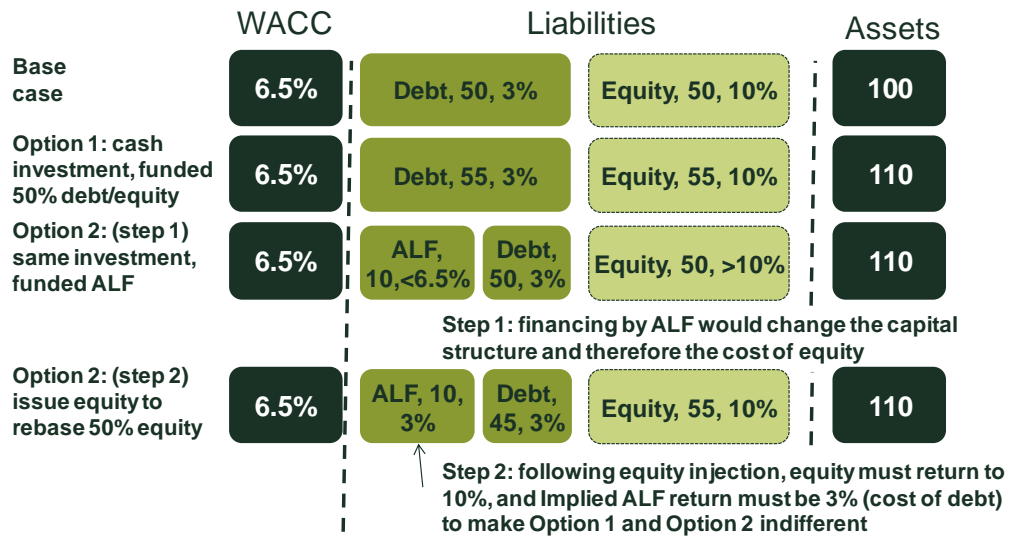 WACC Liabilities Assets
Base
case
6.5% Debt, 50, 3% Equity, 50, 10% 100
Option 1: cash
investment, funded
50% debt/equity
6.5% Debt, 55, 3% Equity, 55, 10% 110
Option 2: (step 1)
same investment,
funded ALF
6.5%
ALF,
10,<6.5%
Debt,
50, 3%
Equity, 50, >10%
110
Step 1: financing by ALF would change the capital
structure and therefore the cost of equity
Option 2: (step 2)
issue equity to
rebase 50% equity
6.5%
ALF, 10,
3%
Debt,
45, 3%
Equity, 55, 10%
110
Step 2: following equity injection, equity must return to
10%, and Implied ALF return must be 3% (cost of debt)
to make Option 1 and Option 2 indifferent